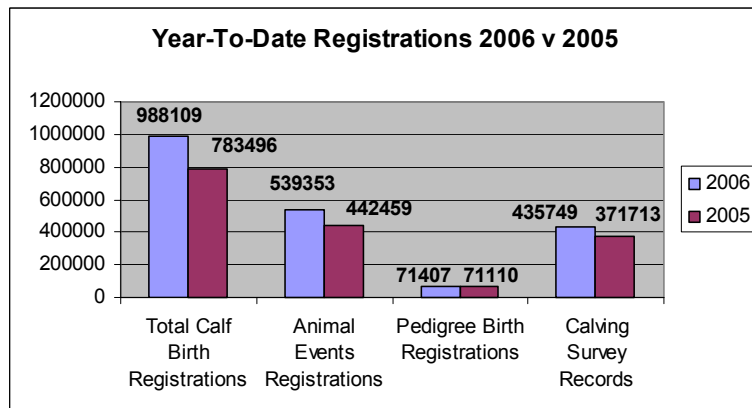 Year-To-Date Registrations 2006 v 2005
1200000
1000000
800000
600000
400000
200000
0
988109
783496
539353
442459
71407 71110
435749 371713
2006
2005
Total Calf
Birth
Registrations
Animal
Events
Registrations
Pedigree Birth
Registrations
Calving
Survey
Records